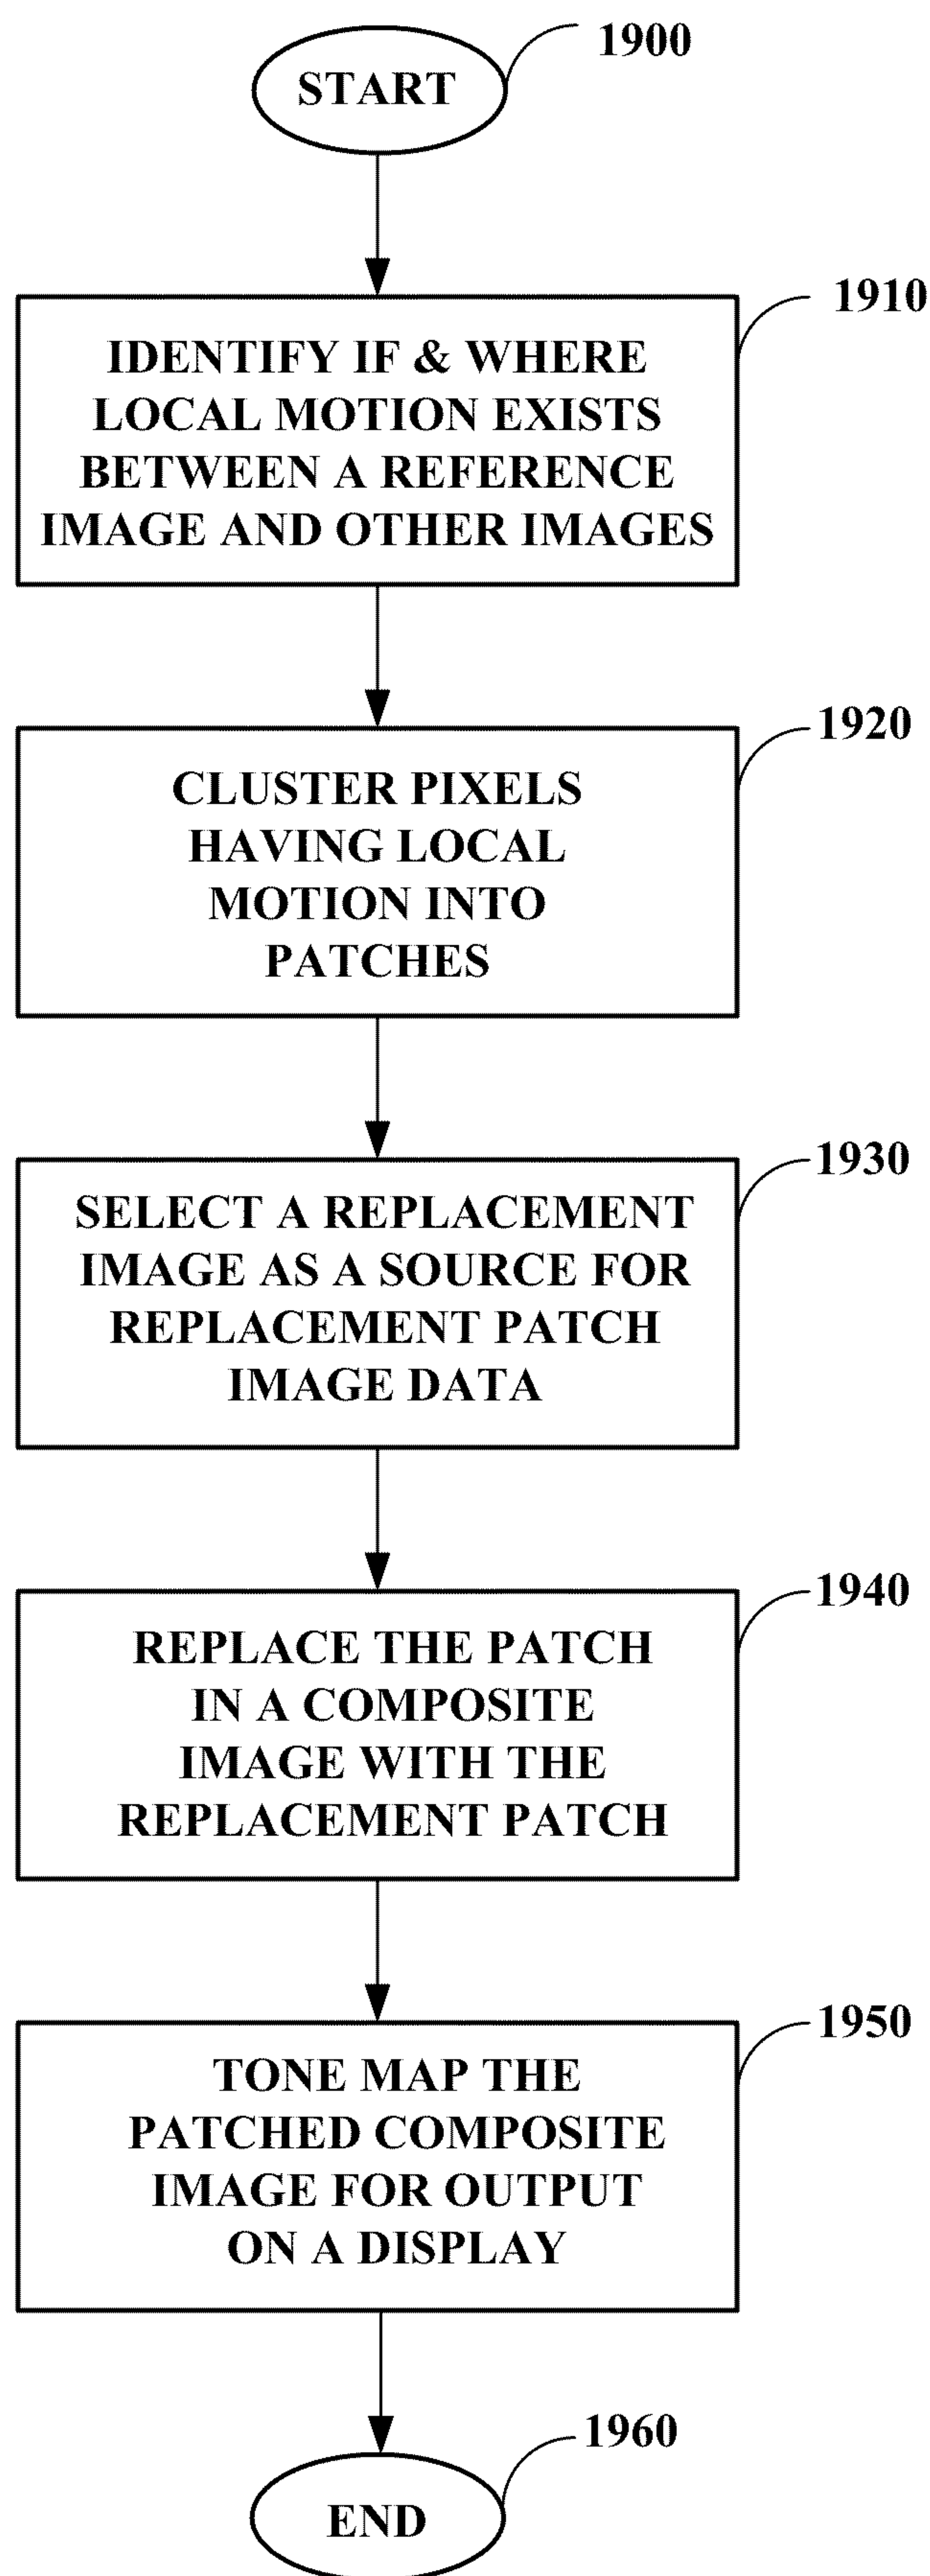 START
1900
1910
IDENTIFY IF & WHERE
LOCAL MOTION EXISTS
BETWEEN A REFERENCE
IMAGE AND OTHER IMAGES
1920
CLUSTER PIXELS
HAVING LOCAL
MOTION INTO
PATCHES
1930
SELECT A REPLACEMENT
IMAGE AS A SOURCE FOR
REPLACEMENT PATCH
IMAGE DATA
1940
REPLACE THE PATCH
IN A COMPOSITE
IMAGE WITH THE
REPLACEMENT PATCH
1950
TONE MAP THE
PATCHED COMPOSITE
IMAGE FOR OUTPUT
ON A DISPLAY
1960
END